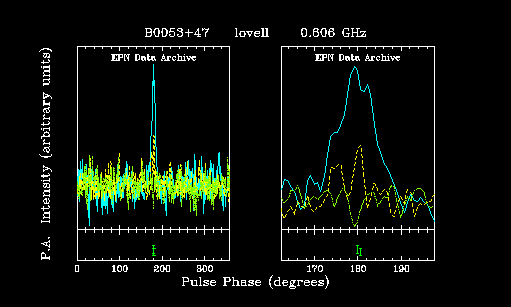 B0053+47 lovell 0.606 GHz
EPN Data Archive EPN Data Archive
Intensity (arbitrary units)
P.A.
0 100 200 300 170 180 190
Pulse Phase (degrees)